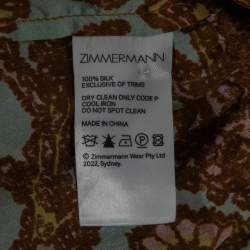 ZIMMERMANN
100% SILK
EXCLUSIVE OF TRIMS
DRY CLEAN ONLY CODE P
COOL IRON
DO NOT SPOT CLEAN
MADE IN CHINA
© Zimmermann Wear Pty Ltd
2022, Sydney.